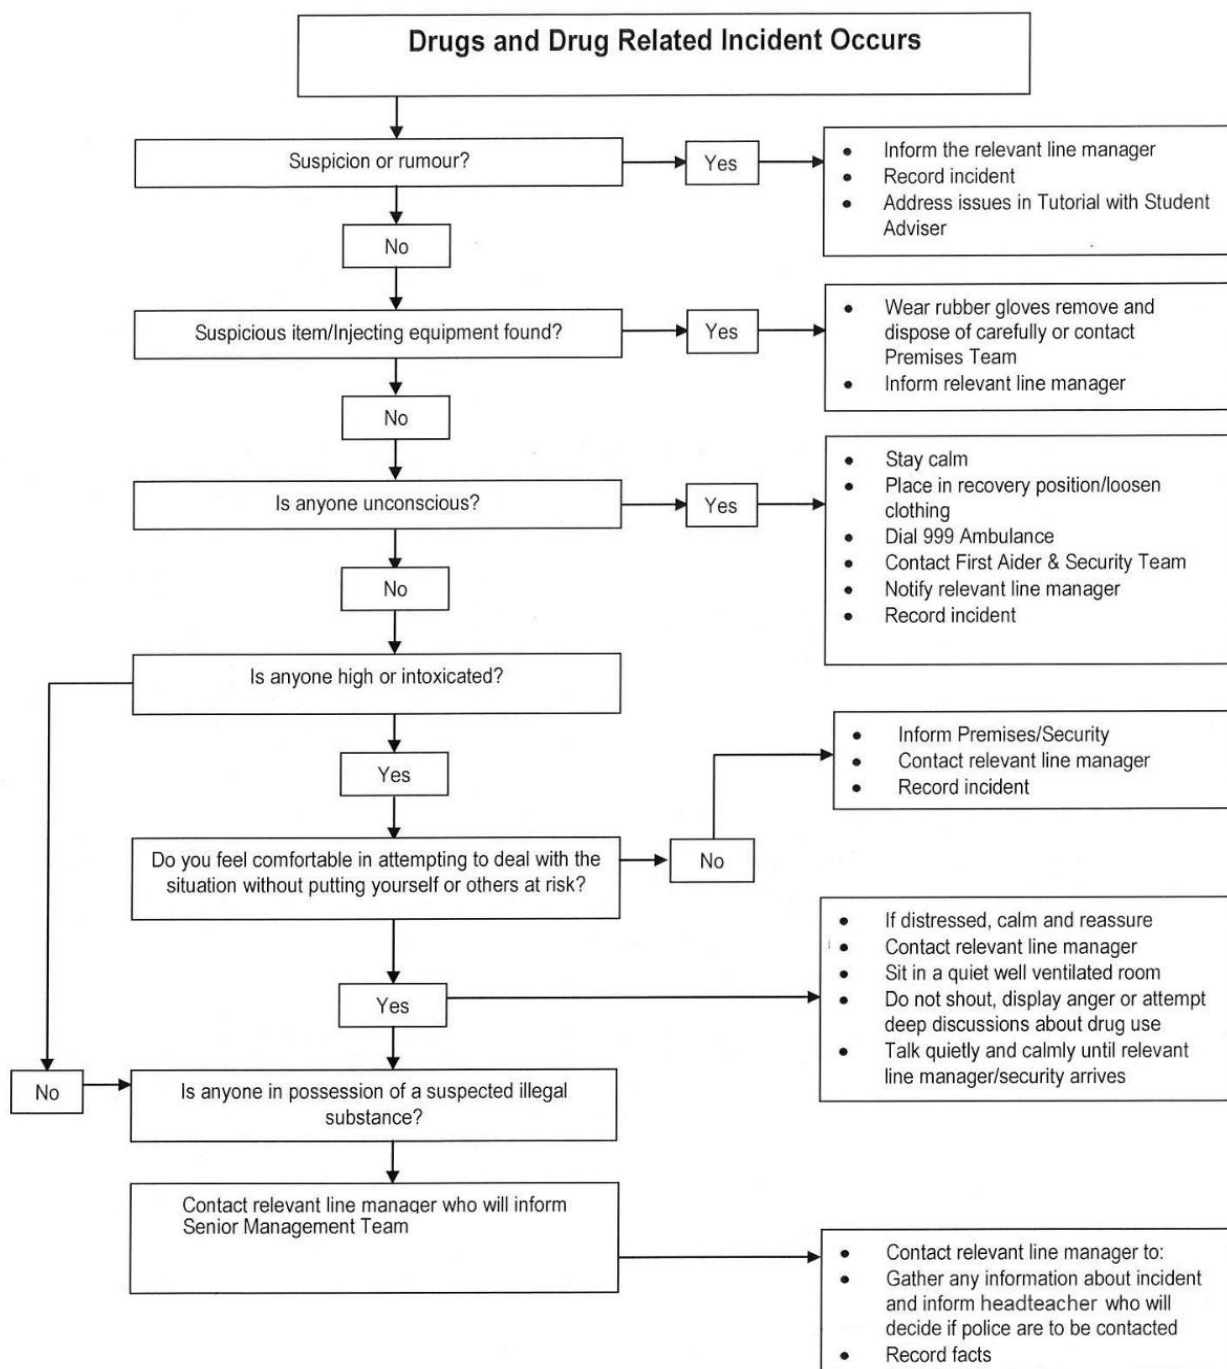 Drugs and Drug Related Incident Occurs
Suspicion or rumour?
Yes
• Inform the relevant line manager
• Record incident
• Address issues in Tutorial with Student
Adviser
No
Suspicious item/Injecting equipment found?
Yes
• Wear rubber gloves remove and
dispose of carefully or contact
Premises Team
• Inform relevant line manager
No
Is anyone unconscious?
Yes
• Stay calm
• Place in recovery position/loosen
clothing
• Dial 999 Ambulance
• Contact First Aider & Security Team
• Notify relevant line manager
• Record incident
No
Is anyone high or intoxicated?
Yes
Do you feel comfortable in attempting to deal with the
situation without putting yourself or others at risk?
No
• Inform Premises/Security
• Contact relevant line manager
• Record incident
Yes
• If distressed, calm and reassure
• Contact relevant line manager
• Sit in a quiet well ventilated room
• Do not shout, display anger or attempt
deep discussions about drug use
• Talk quietly and calmly until relevant
line manager/security arrives
No
Is anyone in possession of a suspected illegal
substance?
Contact relevant line manager who will inform
Senior Management Team
• Contact relevant line manager to:
• Gather any information about incident
and inform headteacher who will
decide if police are to be contacted
• Record facts